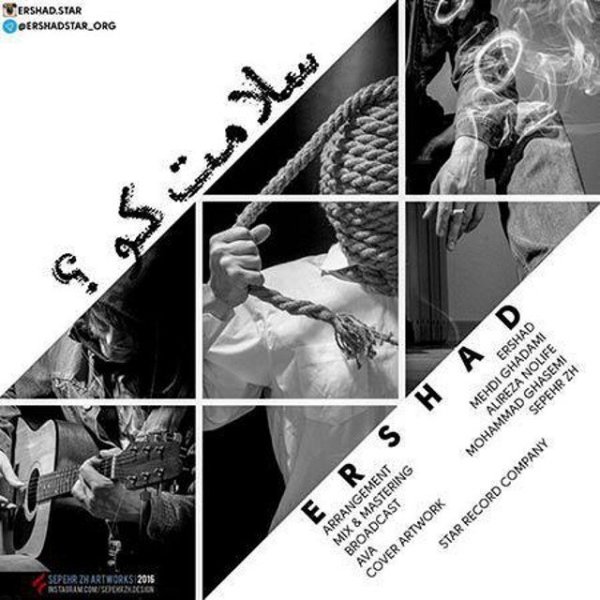 ERSHAD.STAR
@ERSHADSTAR_ORG
سلامت کو ؟
ERSHAD
ARRANGEMENT
MIX & MASTERING
BROADCAST
AVA
COVER ARTWORK
ERSHAD
MEHDI GHADAMI
ALIREZA NOLIFE
MOHAMMAD GHASEMI
SEPEHR ZH
STAR RECORD COMPANY
SEPEHR ZH ARTWORKS|2016
INSTAGRAM.COM/SEPEHRZH.DESIGN